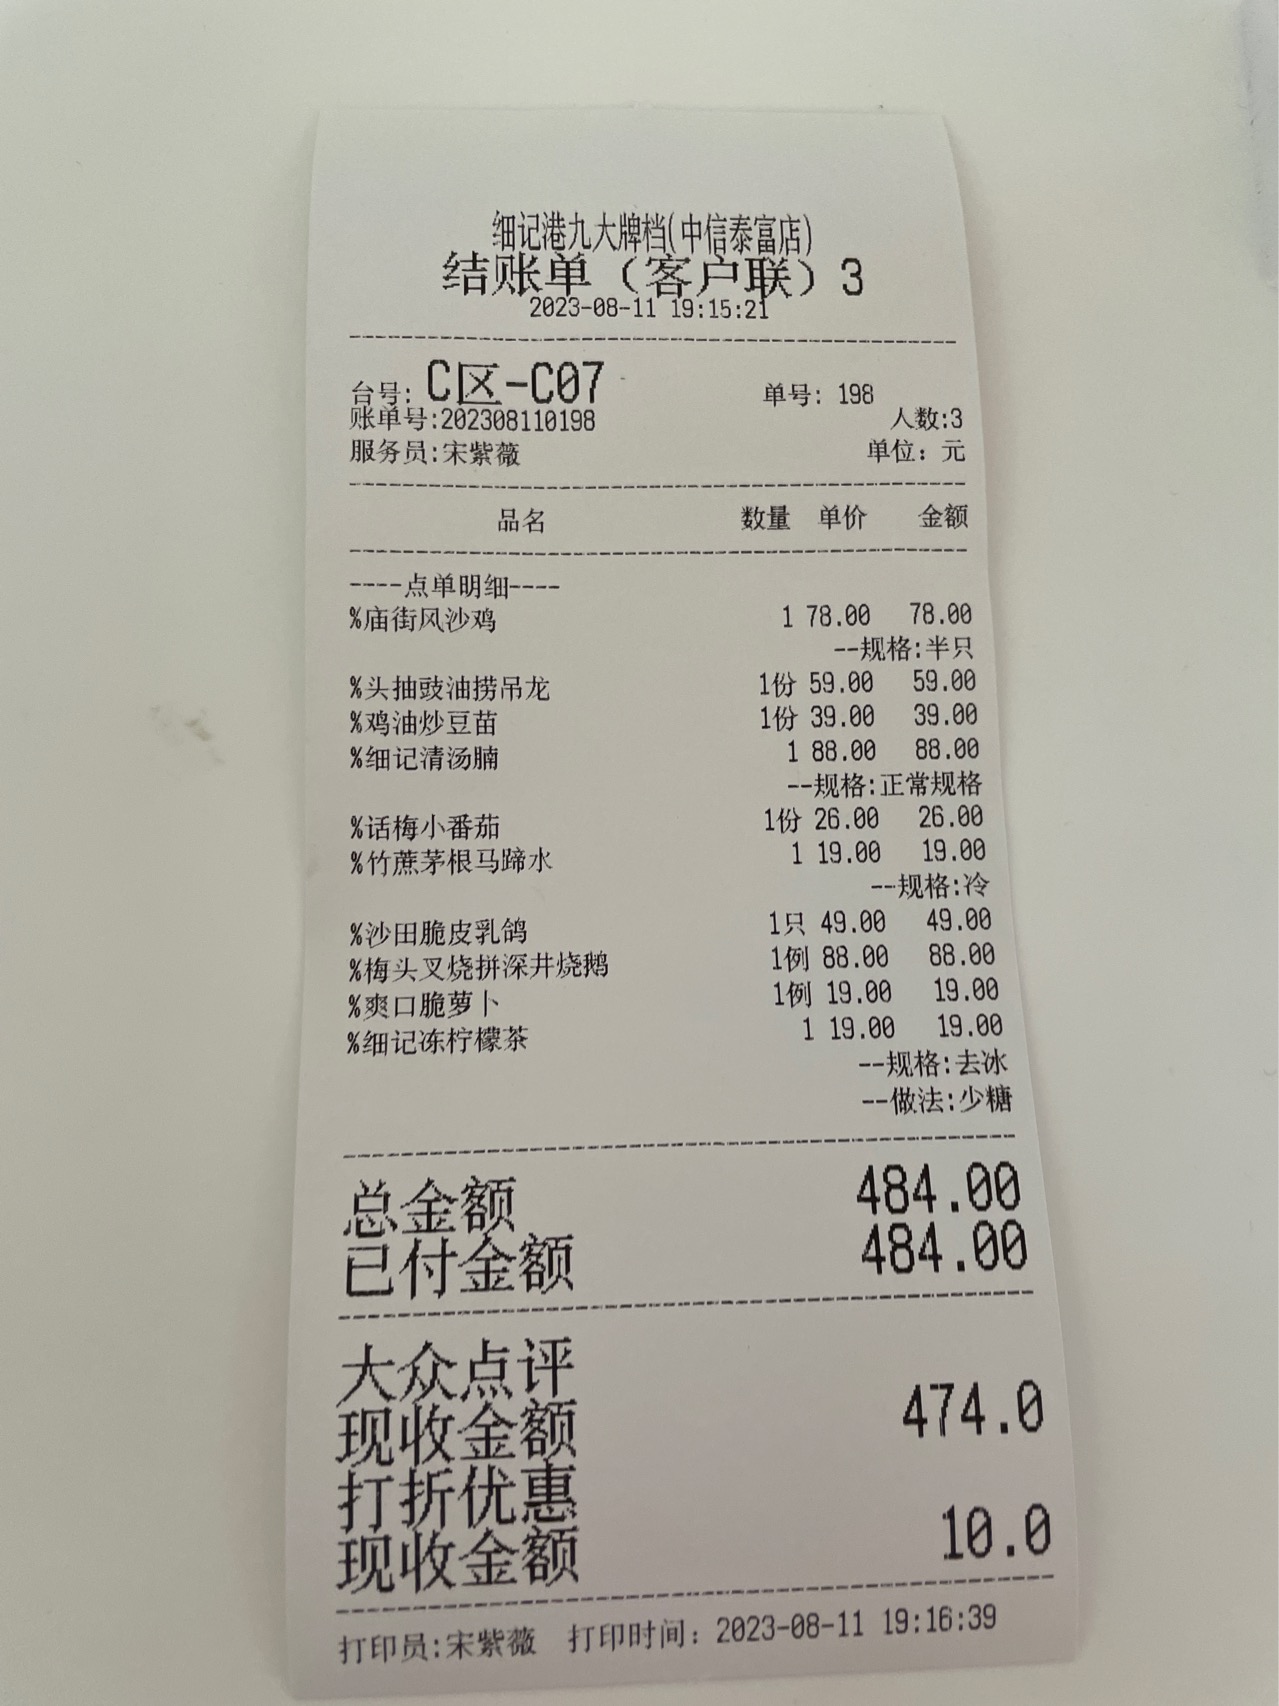 细记港九大牌档(中信泰富店)
结账单（客户联）3
2023-08-11 19:15:21
台号: C区-C07 单号: 198
账单号:202308110198 人数:3
服务员:宋紫薇 单位: 元
品名 数量 单价 金额
----点单明细----
%庙街风沙鸡 1 78.00 78.00
--规格:半只
%头抽豉油捞吊龙 1份 59.00 59.00
%鸡油炒豆苗 1份 39.00 39.00
%细记清汤腩 1 88.00 88.00
--规格:正常规格
%话梅小番茄 1份 26.00 26.00
%竹蔗茅根马蹄水 1 19.00 19.00
--规格:冷
%沙田脆皮乳鸽 1只 49.00 49.00
%梅头叉烧拼深井烧鹅 1例 88.00 88.00
%爽口脆萝卜 1例 19.00 19.00
%细记冻柠檬茶 1 19.00 19.00
--规格:去冰
--做法:少糖
总金额 484.00
已付金额 484.00
大众点评
现收金额 474.0
打折优惠
现收金额 10.0
打印员:宋紫薇 打印时间: 2023-08-11 19:16:39